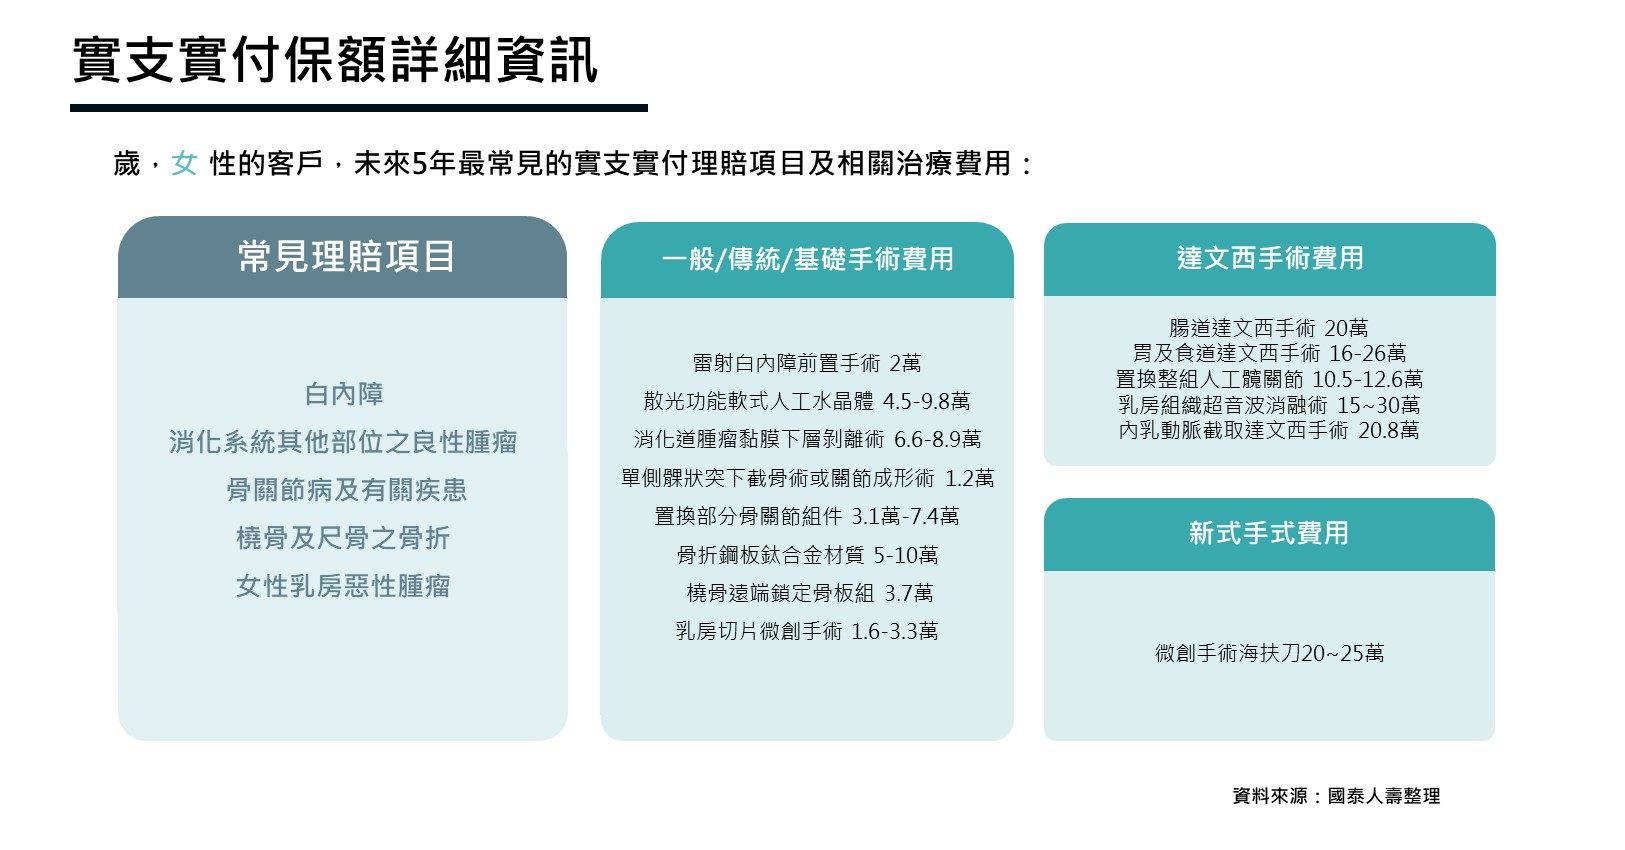 實支實付保額詳細資訊
歲，女 性的客戶，未來5年最常見的實支實付理賠項目及相關治療費用：
常見理賠項目
白內障
消化系統其他部位之良性腫瘤
骨關節病及有關疾患
橈骨及尺骨之骨折
女性乳房惡性腫瘤
一般/傳統/基礎手術費用
雷射白內障前置手術 2萬
散光功能軟式人工水晶體 4.5-9.8萬
消化道腫瘤黏膜下層剝離術 6.6-8.9萬
單側髁狀突下截骨術或關節成形術 1.2萬
置換部分骨關節組件 3.1萬-7.4萬
骨折鋼板鈦合金材質 5-10萬
橈骨遠端鎖定骨板組 3.7萬
乳房切片微創手術 1.6-3.3萬
達文西手術費用
腸道達文西手術 20萬
胃及食道達文西手術 16-26萬
置換整組人工髖關節 10.5-12.6萬
乳房組織超音波消融術 15~30萬
內乳動脈截取達文西手術 20.8萬
新式手式費用
微創手術海扶刀20~25萬
資料來源：國泰人壽整理